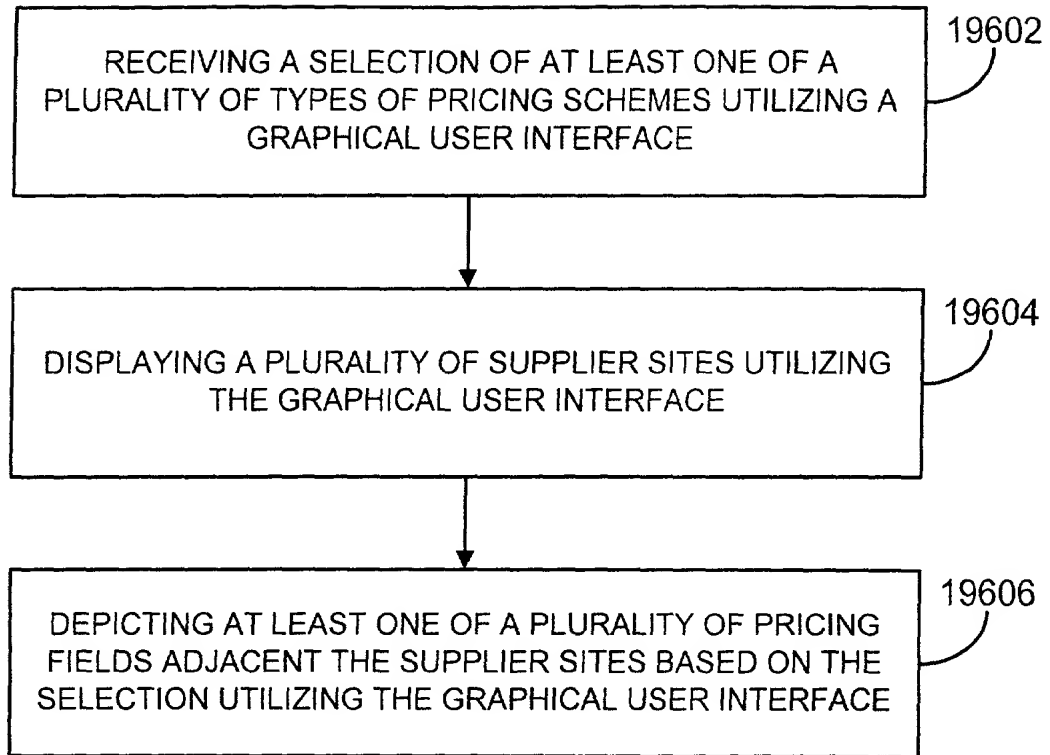 19602
RECEIVING A SELECTION OF AT LEAST ONE OF A
PLURALITY OF TYPES OF PRICING SCHEMES UTILIZING A
GRAPHICAL USER INTERFACE
19604
DISPLAYING A PLURALITY OF SUPPLIER SITES UTILIZING
THE GRAPHICAL USER INTERFACE
19606
DEPICTING AT LEAST ONE OF A PLURALITY OF PRICING
FIELDS ADJACENT THE SUPPLIER SITES BASED ON THE
SELECTION UTILIZING THE GRAPHICAL USER INTERFACE